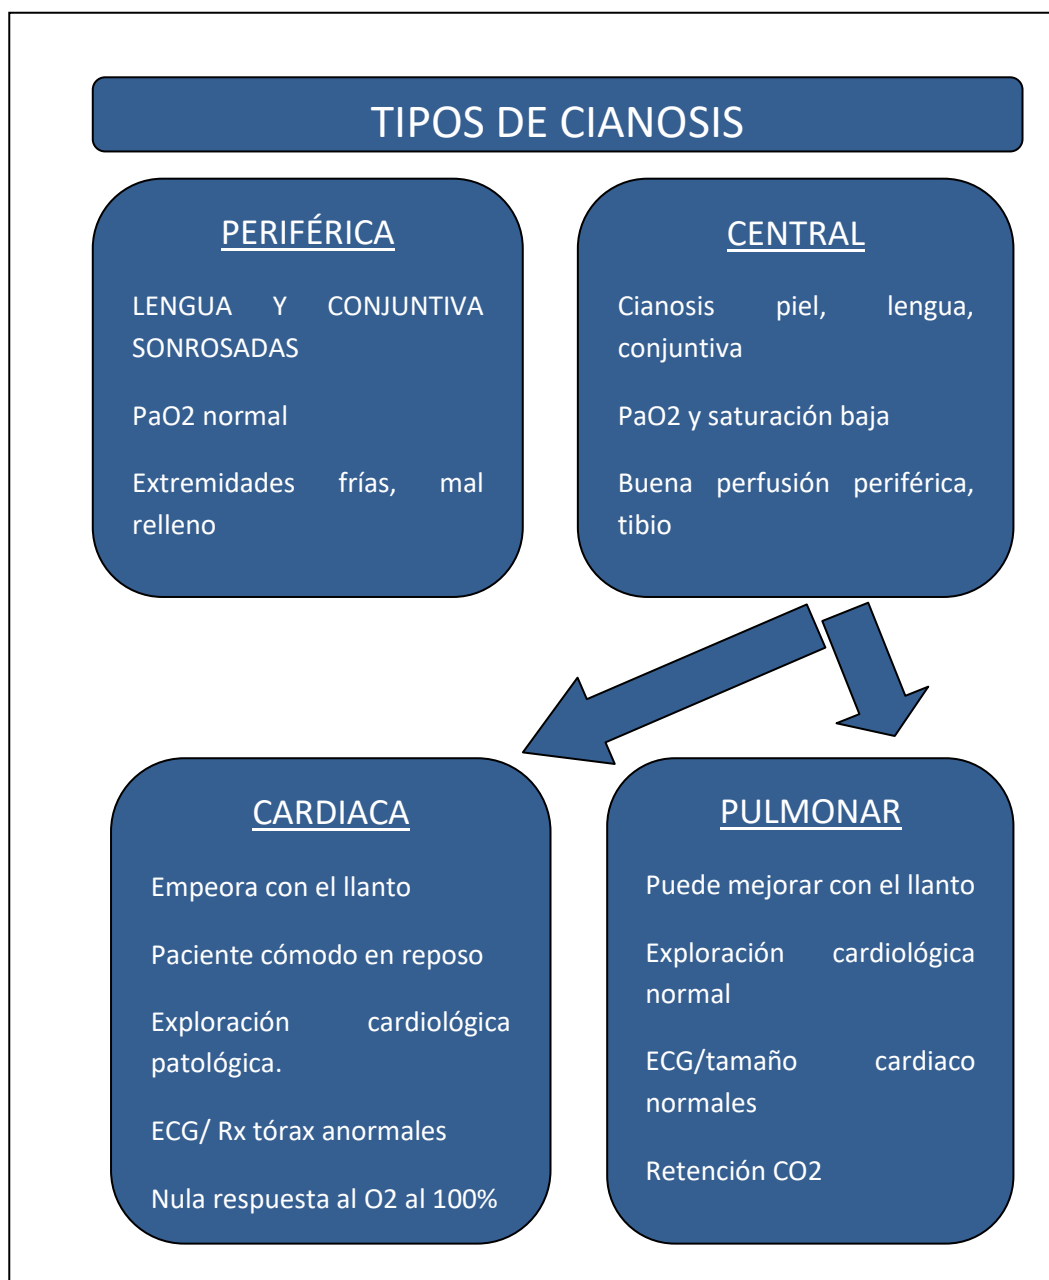 TIPOS DE CIANOSIS
PERIFÉRICA
LENGUA Y CONJUNTIVA
SONROSADAS
PaO2 normal
Extremidades frías, mal
relleno
CENTRAL
Cianosis piel, lengua,
conjuntiva
PaO2 y saturación baja
Buena perfusión periférica,
tibio
CARDIACA
Empeora con el llanto
Paciente cómodo en reposo
Exploración cardiológica
patológica.
ECG/ Rx tórax anormales
Nula respuesta al O2 al 100%
PULMONAR
Puede mejorar con el llanto
Exploración cardiológica
normal
ECG/tamaño cardiaco
normales
Retención CO2